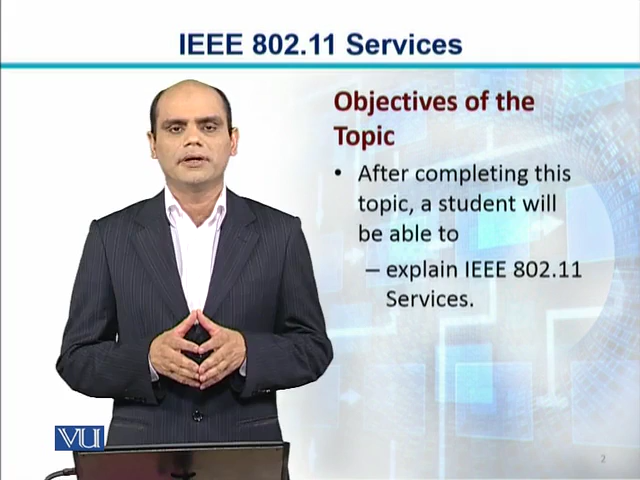 IEEE 802.11 Services
Objectives of the
Topic
• After completing this
topic, a student will
be able to
– explain IEEE 802.11
Services.
VU
2